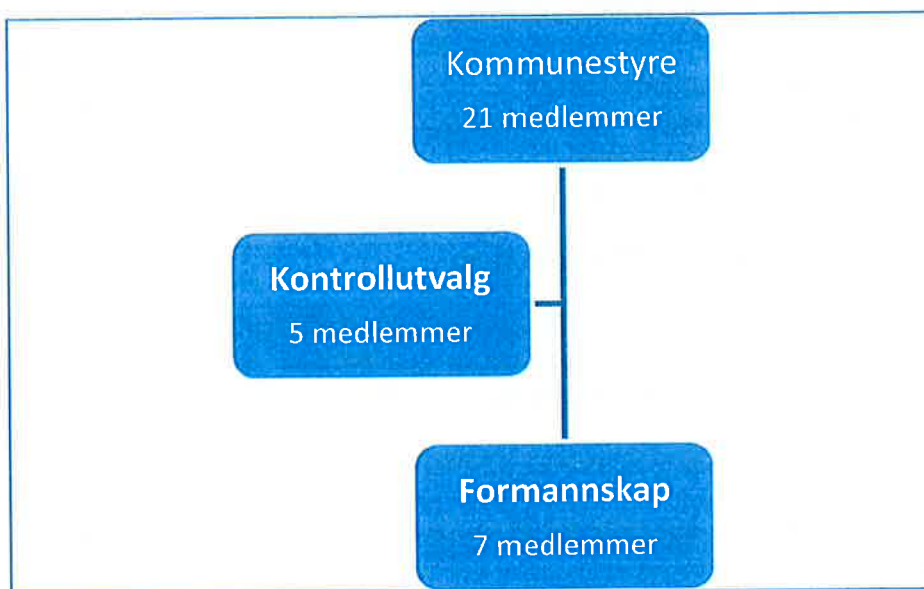 Kommunestyre
21 medlemmer
Kontrollutvalg
5 medlemmer
Formannskap
7 medlemmer